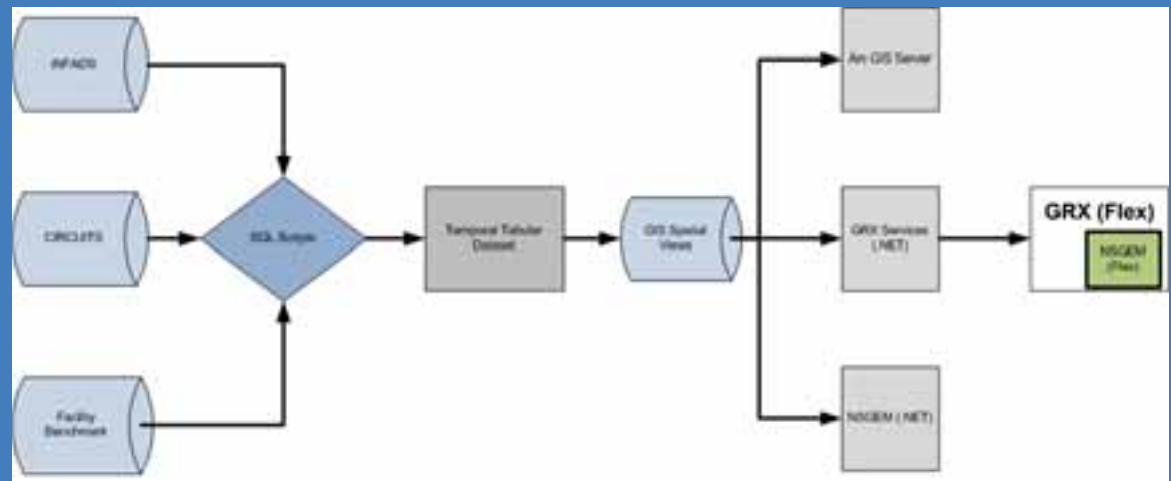 INFADS
Arc GIS Server
CIRCUITS
SQL Scripts
Temporal Tabular
Dataset
GIS Spatial
Views
GRX Services
(.NET)
GRX (Flex)
NSGEM
(Flex)
Facility
Benchmark
NSGEM (.NET)